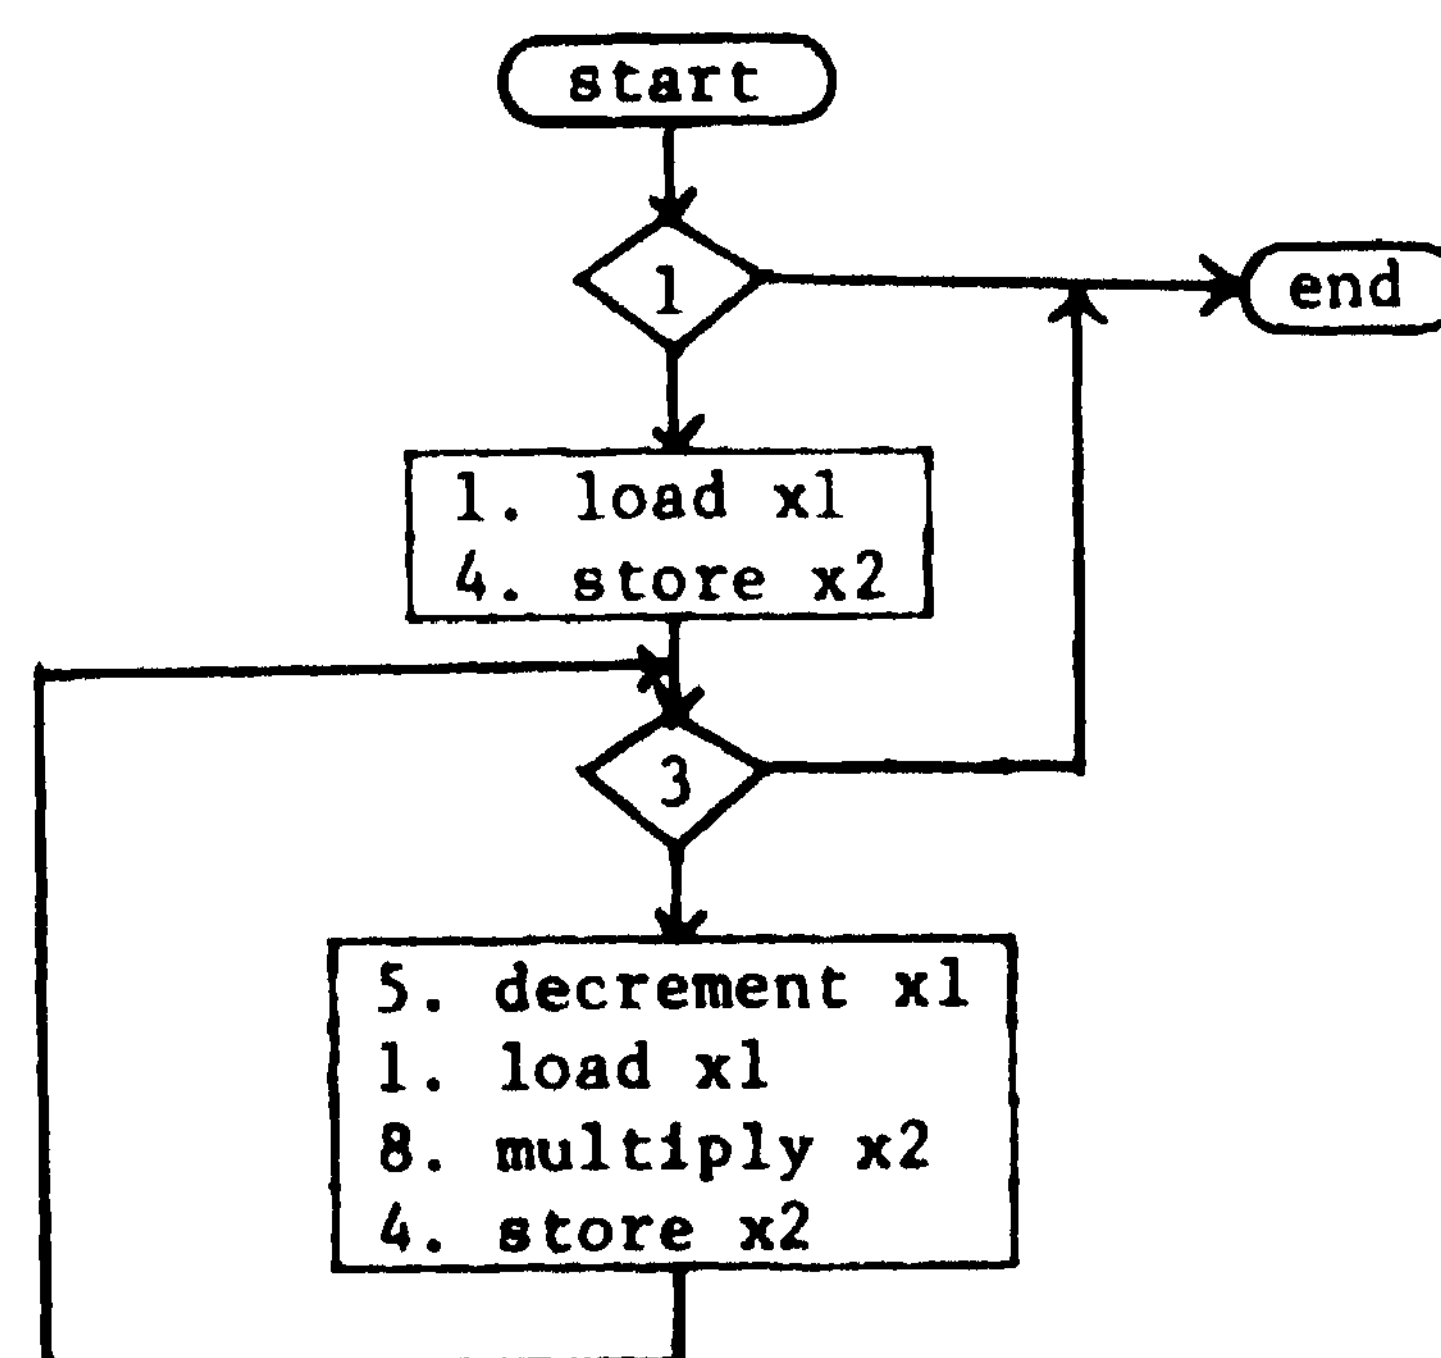 start
1
end
1. load x1
4. store x2
3
5. decrement x1
1. load x1
8. multiply x2
4. store x2